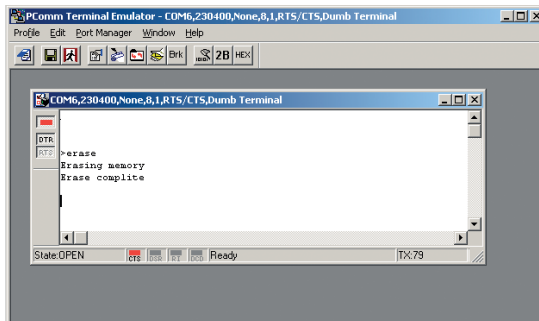 PComm Terminal Emulator - COM6,230400,None,8,1,RTS/CTS,Dumb Terminal
Profile Edit Port Manager Window Help
Brk 2B HEX
COM6,230400,None,8,1,RTS/CTS,Dumb Terminal
DTR
RTS
>erase
Erasing memory
Erase complite
State:OPEN CTS DSR RI DCD Ready TX:79